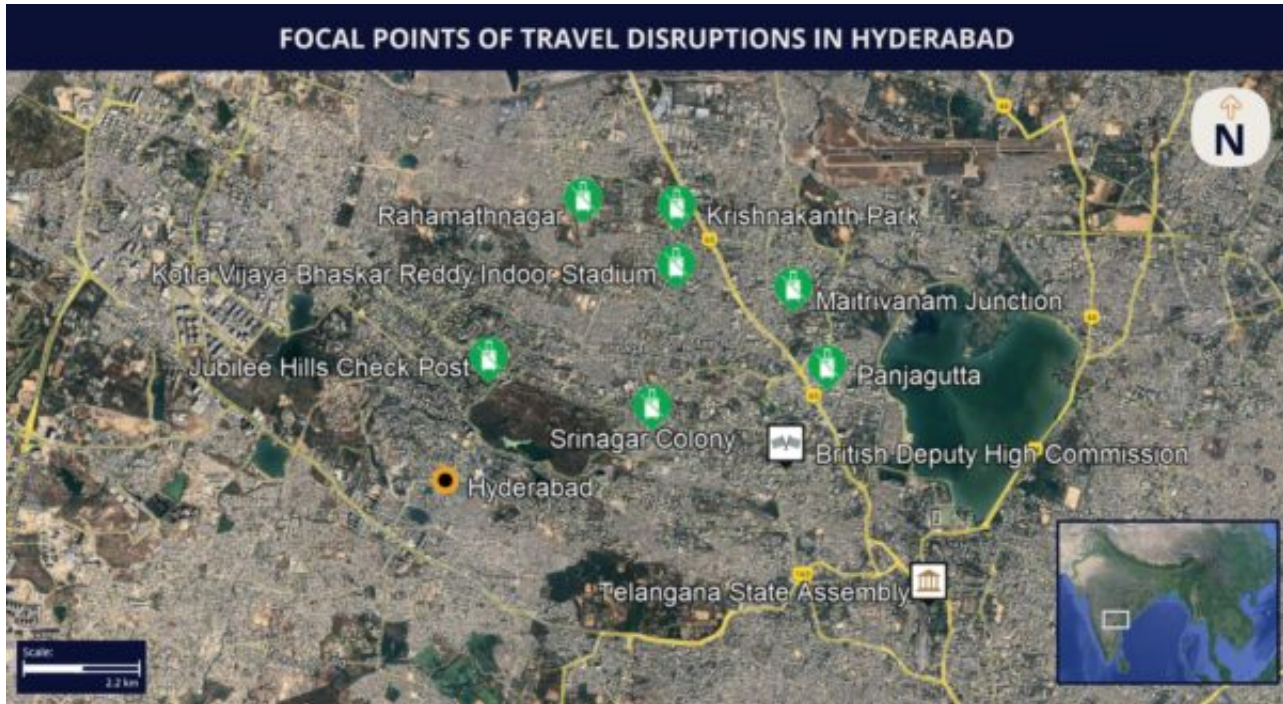 FOCAL POINTS OF TRAVEL DISRUPTIONS IN HYDERABAD
N
Rahamathnagar
Krishnakanth Park
Kotla Vijaya Bhaskar Reddy Indoor Stadium
Maitrivanam Junction
Jubilee Hills Check Post
Panjagutta
Srinagar Colony
British Deputy High Commission
Hyderabad
Telangana State Assembly
Scale:
2.2 km